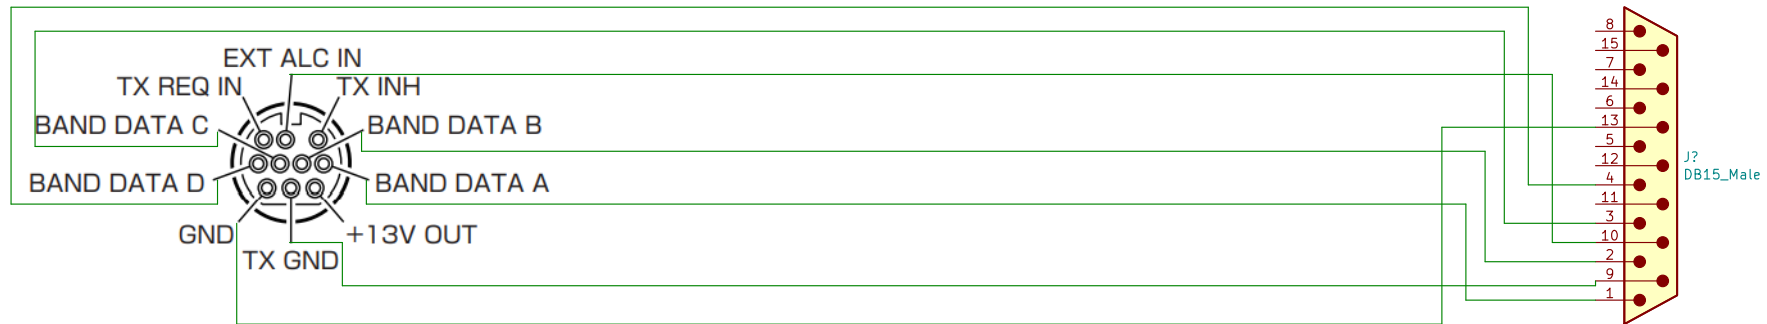 EXT ALC IN
TX REQ IN
TX INH
BAND DATA C
BAND DATA B
BAND DATA D
BAND DATA A
GND
+13V OUT
TX GND
8
15
7
14
6
13
5
12
4
11
3
10
2
9
1
J?
DB15_Male